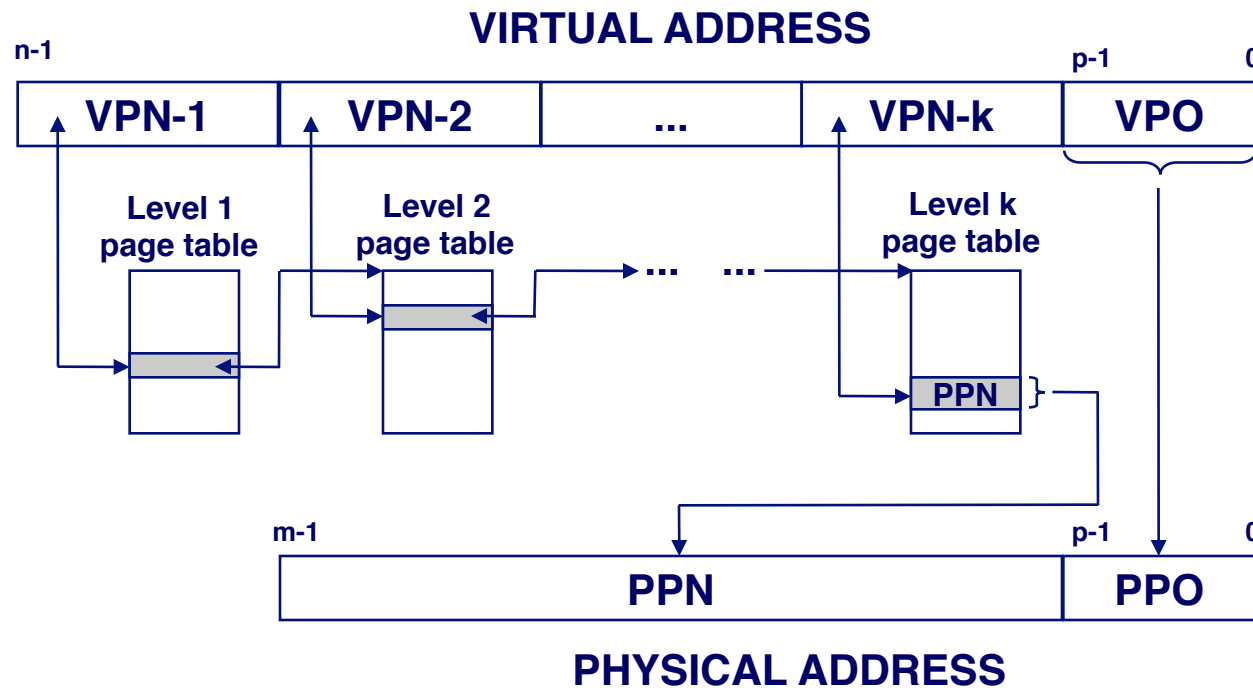 VIRTUAL ADDRESS
n-1
p-1
0
VPN-1
VPN-2
...
VPN-k
VPO
Level 1
page table
Level 2
page table
Level k
page table
... ...
PPN
m-1
p-1
0
PPN
PPO
PHYSICAL ADDRESS